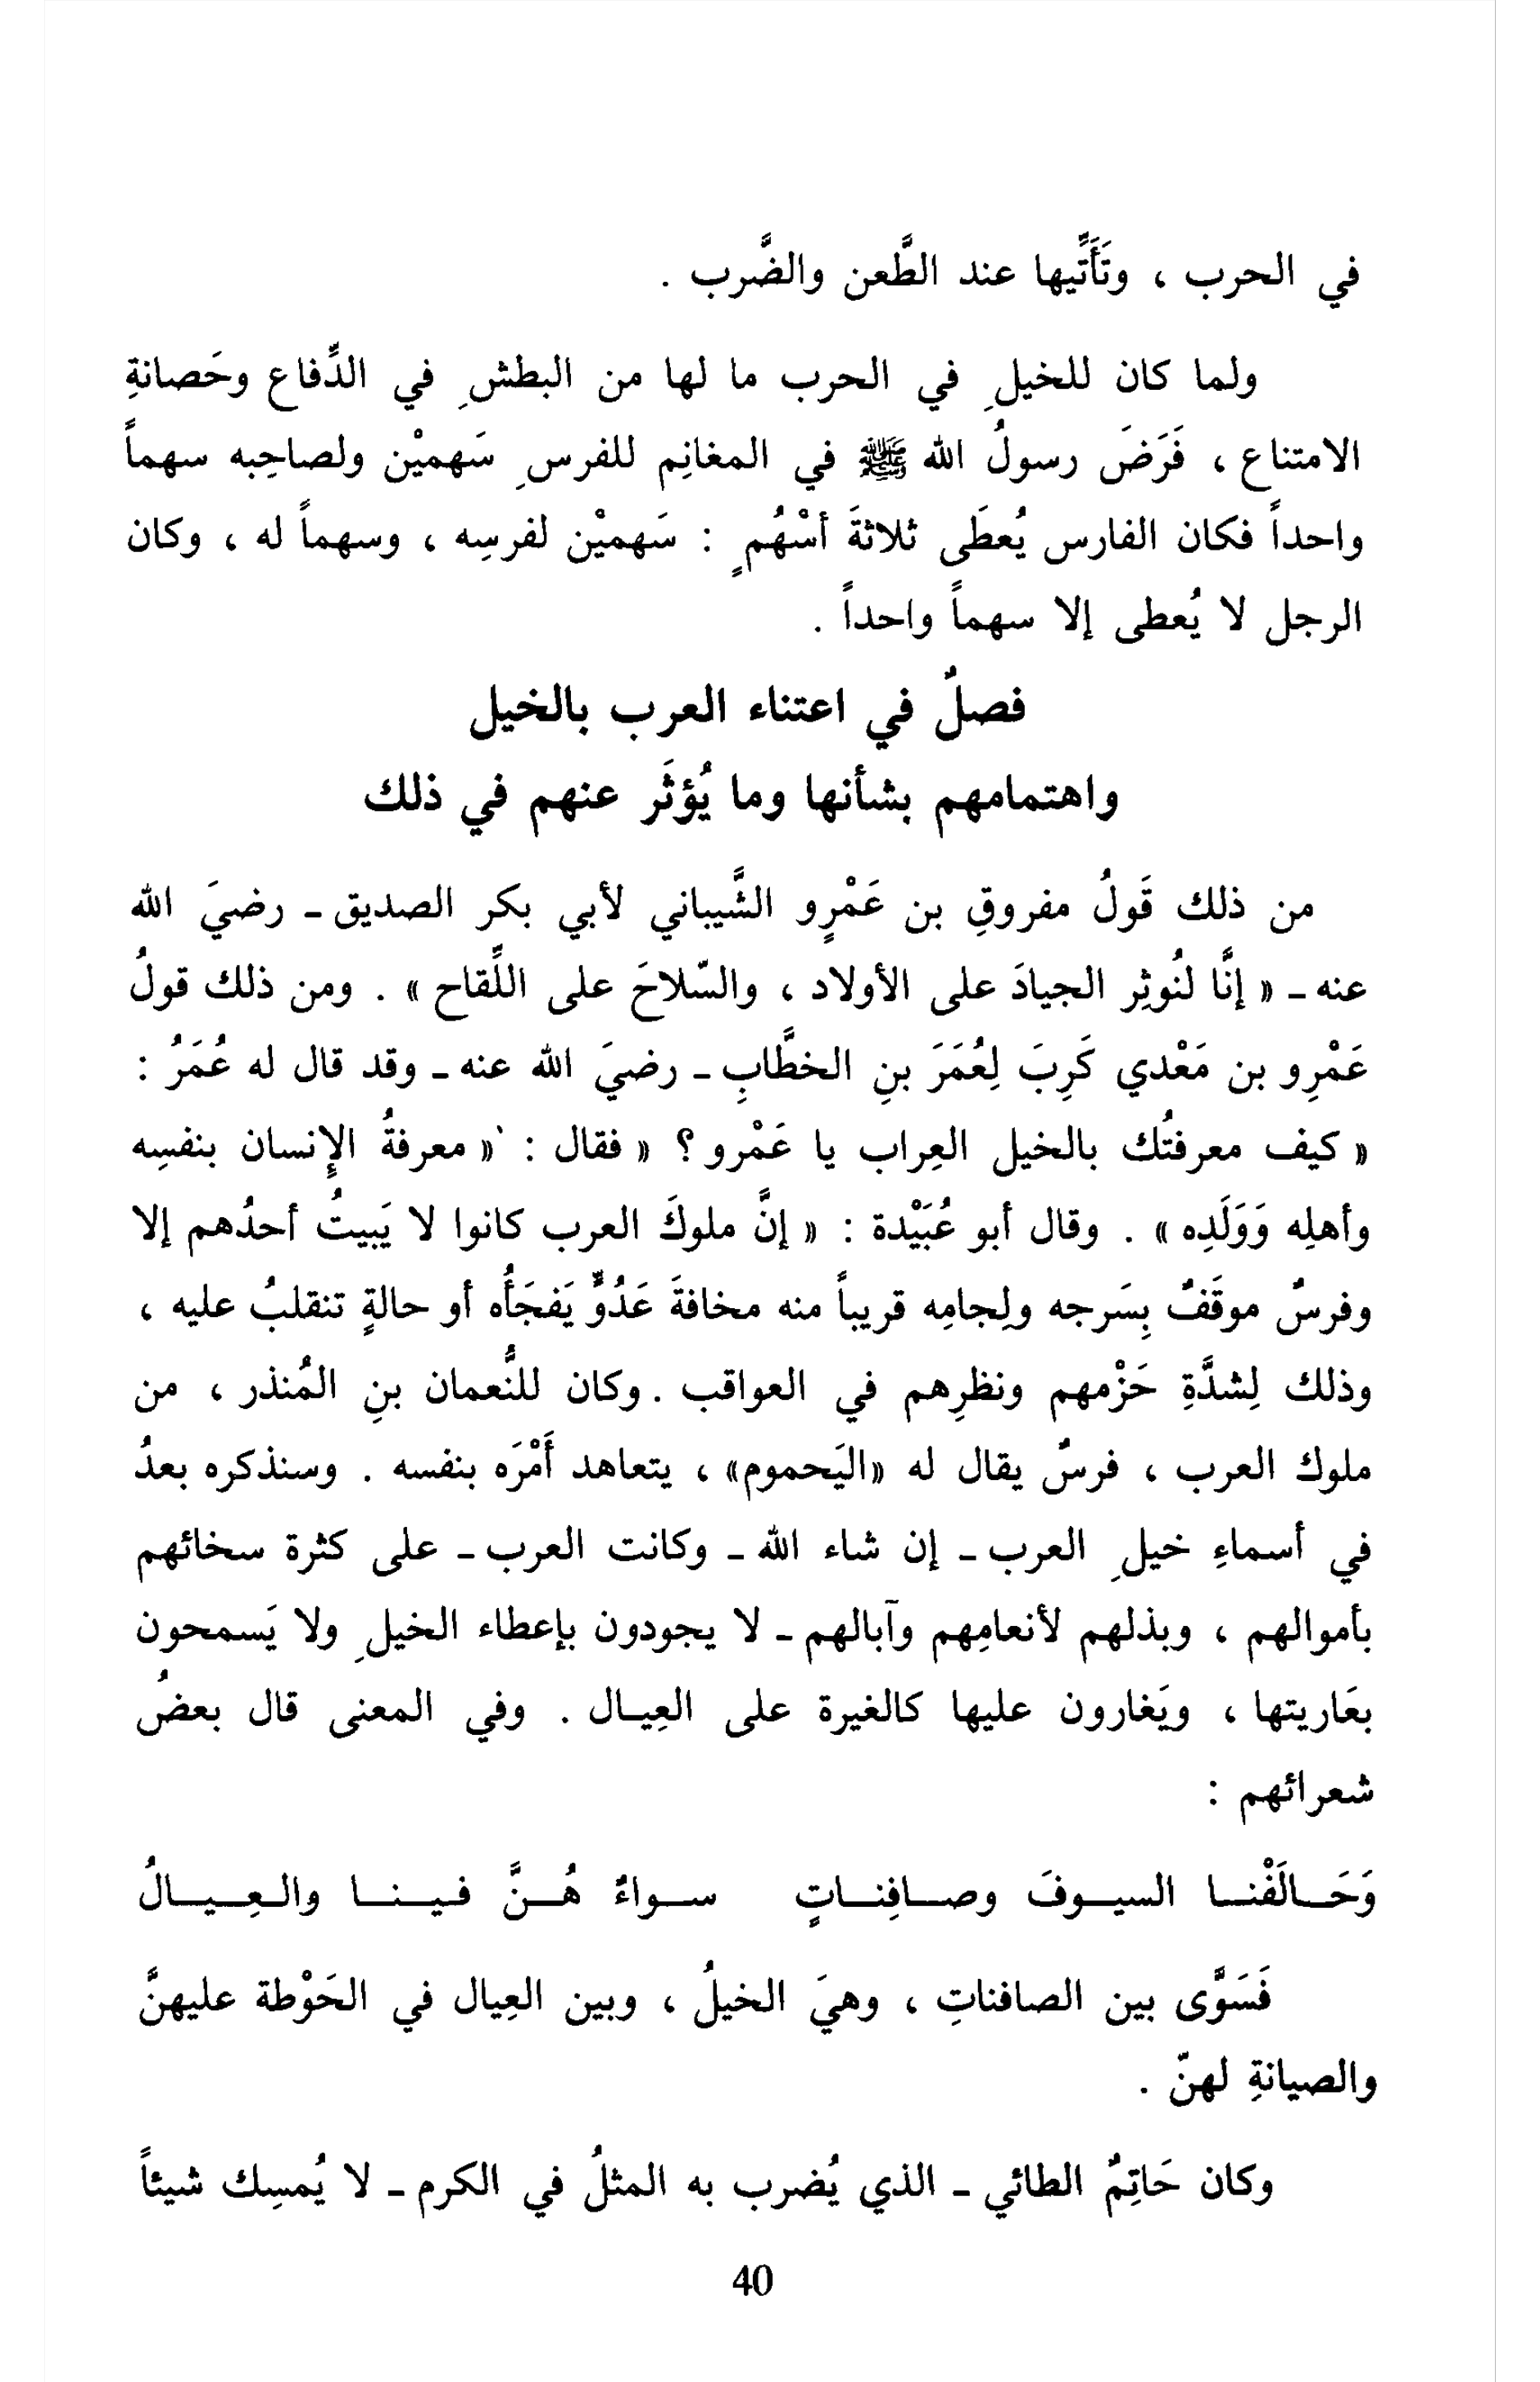 في الحرب ، وتَأَتِّيها عند الطَّعن والضَّرب .
ولما كان للخيلِ في الحرب ما لها من البطشِ في الدِّفاع وحَصانةِ
الامتناع ، فَرَضَ رسولُ الله ﷺ في المغانِم للفرسِ سَهميْن ولصاحِبه سهماً
واحداً فكان الفارس يُعطَى ثلاثةَ أسْهُمٍ : سَهميْن لفرسِه ، وسهماً له ، وكان
الرجل لا يُعطى إلا سهماً واحداً .
فصلٌ في اعتناء العرب بالخيل
واهتمامهم بشأنها وما يُؤثَر عنهم في ذلك
من ذلك قَولُ مفروقِ بن عَمْرٍو الشَّيباني لأبي بكر الصديق - رضيَ الله
عنه - « إنَّا لنُوثِر الجيادَ على الأولاد ، والسّلاحَ على اللِّقاح » . ومن ذلك قولُ
عَمْرِو بن مَعْدي كَرِبَ لِعُمَرَ بنِ الخطَّابِ - رضيَ الله عنه - وقد قال له عُمَرُ :
« كيف معرفتُك بالخيل العِراب يا عَمْرو ؟ » فقال : « معرفةُ الإنسان بنفسِه
وأهلِه وَوَلَدِه » . وقال أبو عُبَيْدة : « إنَّ ملوكَ العرب كانوا لا يَبيتُ أحدُهم إلا
وفرسٌ موقَفٌ بِسَرجه ولِجامِه قريباً منه مخافةَ عَدُوٍّ يَفجَأُه أو حالةٍ تنقلبُ عليه ،
وذلك لِشدَّةِ حَزْمهم ونظرِهم في العواقب . وكان للنُّعمان بنِ المُنذر ، من
ملوك العرب ، فرسٌ يقال له «اليَحموم» ، يتعاهد أَمْرَه بنفسه . وسنذكره بعدُ
في أسماءِ خيلِ العرب - إن شاء الله - وكانت العرب - على كثرة سخائهم
بأموالهم ، وبذلهم لأنعامِهم وآبالهم - لا يجودون بإعطاء الخيلِ ولا يَسمحون
بعَاريتها ، ويَغارون عليها كالغيرة على العِيال . وفي المعنى قال بعضُ
شعرائهم :
وَحَالَفْنا السيوفَ وصافِناتٍ سواءٌ هُنَّ فينا والعِيالُ
فَسَوَّى بين الصافناتِ ، وهيَ الخيلُ ، وبين العِيال في الحَوْطة عليهنَّ
والصيانةِ لهنّ .
وكان حَاتِمٌ الطائي - الذي يُضرب به المثلُ في الكرم - لا يُمسِك شيئاً
40